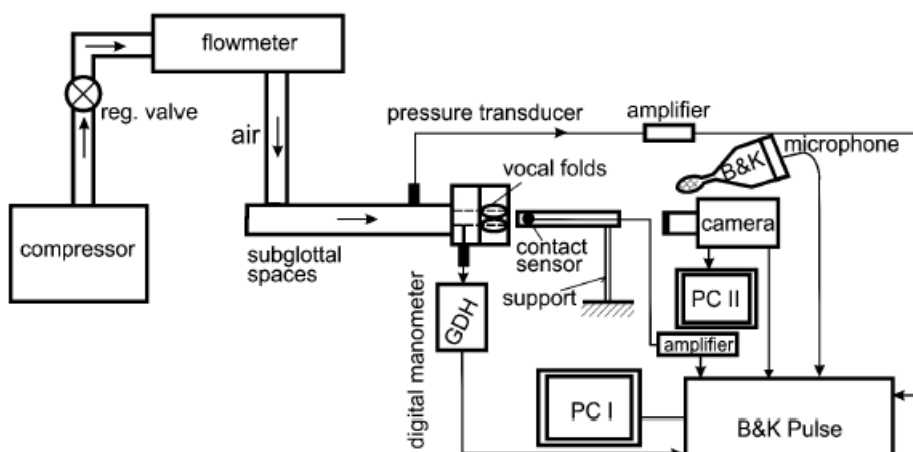 flowmeter
reg. valve
air
pressure transducer
amplifier
microphone
B&K
vocal folds
compressor
subglottal
spaces
contact
sensor
camera
support
PC II
GDH
digital manometer
amplifier
PC I
B&K Pulse